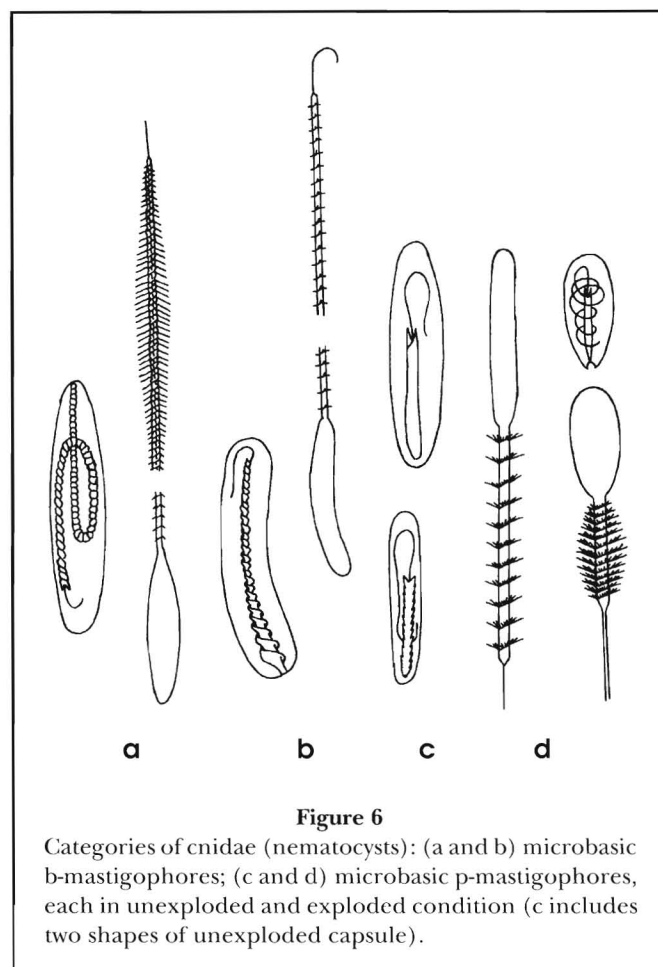 a b c d
Figure 6
Categories of cnidae (nematocysts): (a and b) microbasic
b-mastigophores; (c and d) microbasic p-mastigophores,
each in unexploded and exploded condition (c includes
two shapes of unexploded capsule).